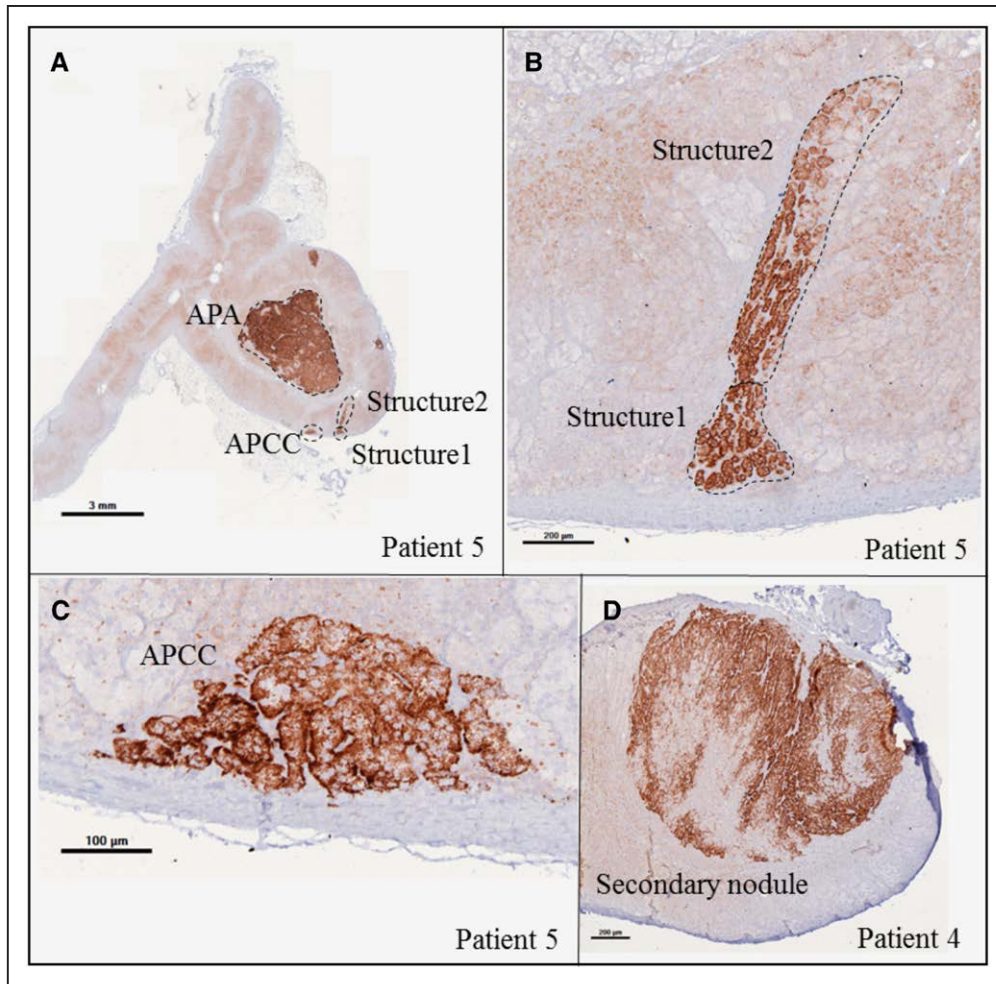 A
APA
Structure2
APCC
Structure1
3 mm
Patient 5
B
Structure2
Structure1
200 µm
Patient 5
C
APCC
100 µm
Patient 5
D
Secondary nodule
200 µm
Patient 4